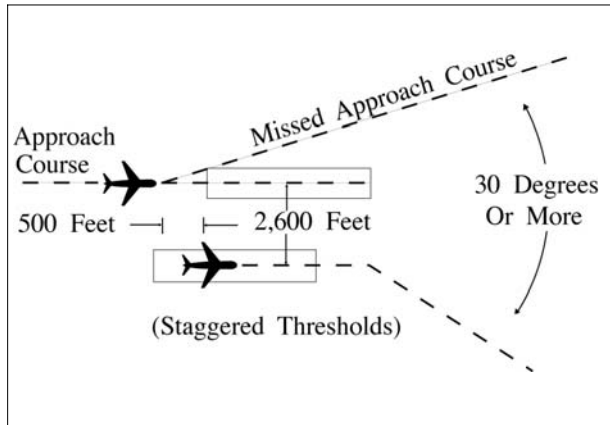 Missed Approach Course
Approach
Course
30 Degrees
Or More
500 Feet
2,600 Feet
(Staggered Thresholds)